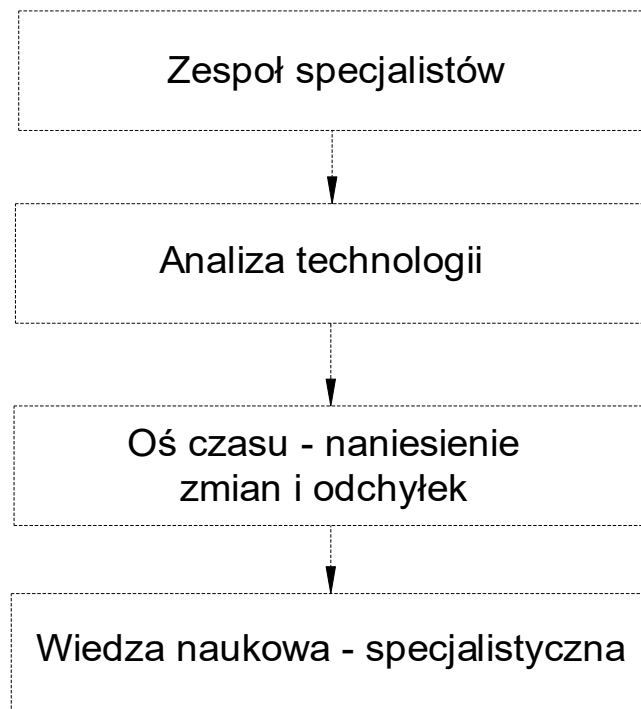 Zespoł specjalistów
Analiza technologii
Oś czasu - naniesienie
zmian i odchyłek
Wiedza naukowa - specjalistyczna